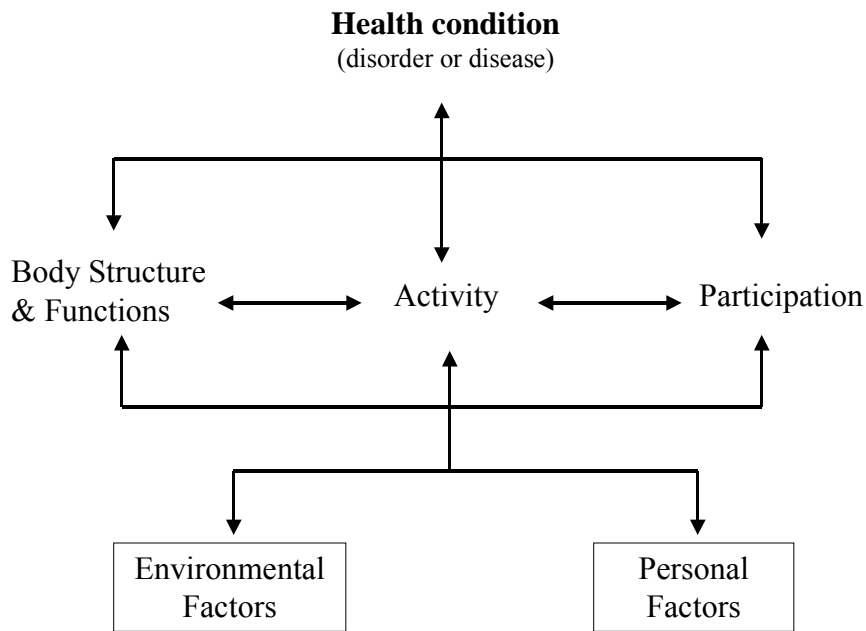 Health condition
(disorder or disease)
Body Structure
& Functions
Activity
Participation
Environmental
Factors
Personal
Factors